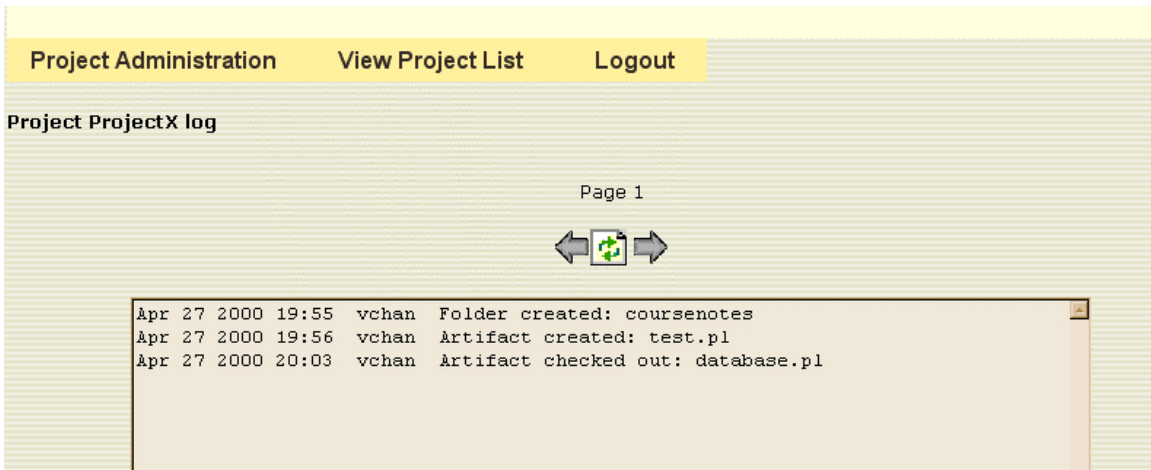 Project Administration View Project List Logout
Project ProjectX log
Page 1
Apr 27 2000 19:55 vchan Folder created: coursenotes
Apr 27 2000 19:56 vchan Artifact created: test.pl
Apr 27 2000 20:03 vchan Artifact checked out: database.pl